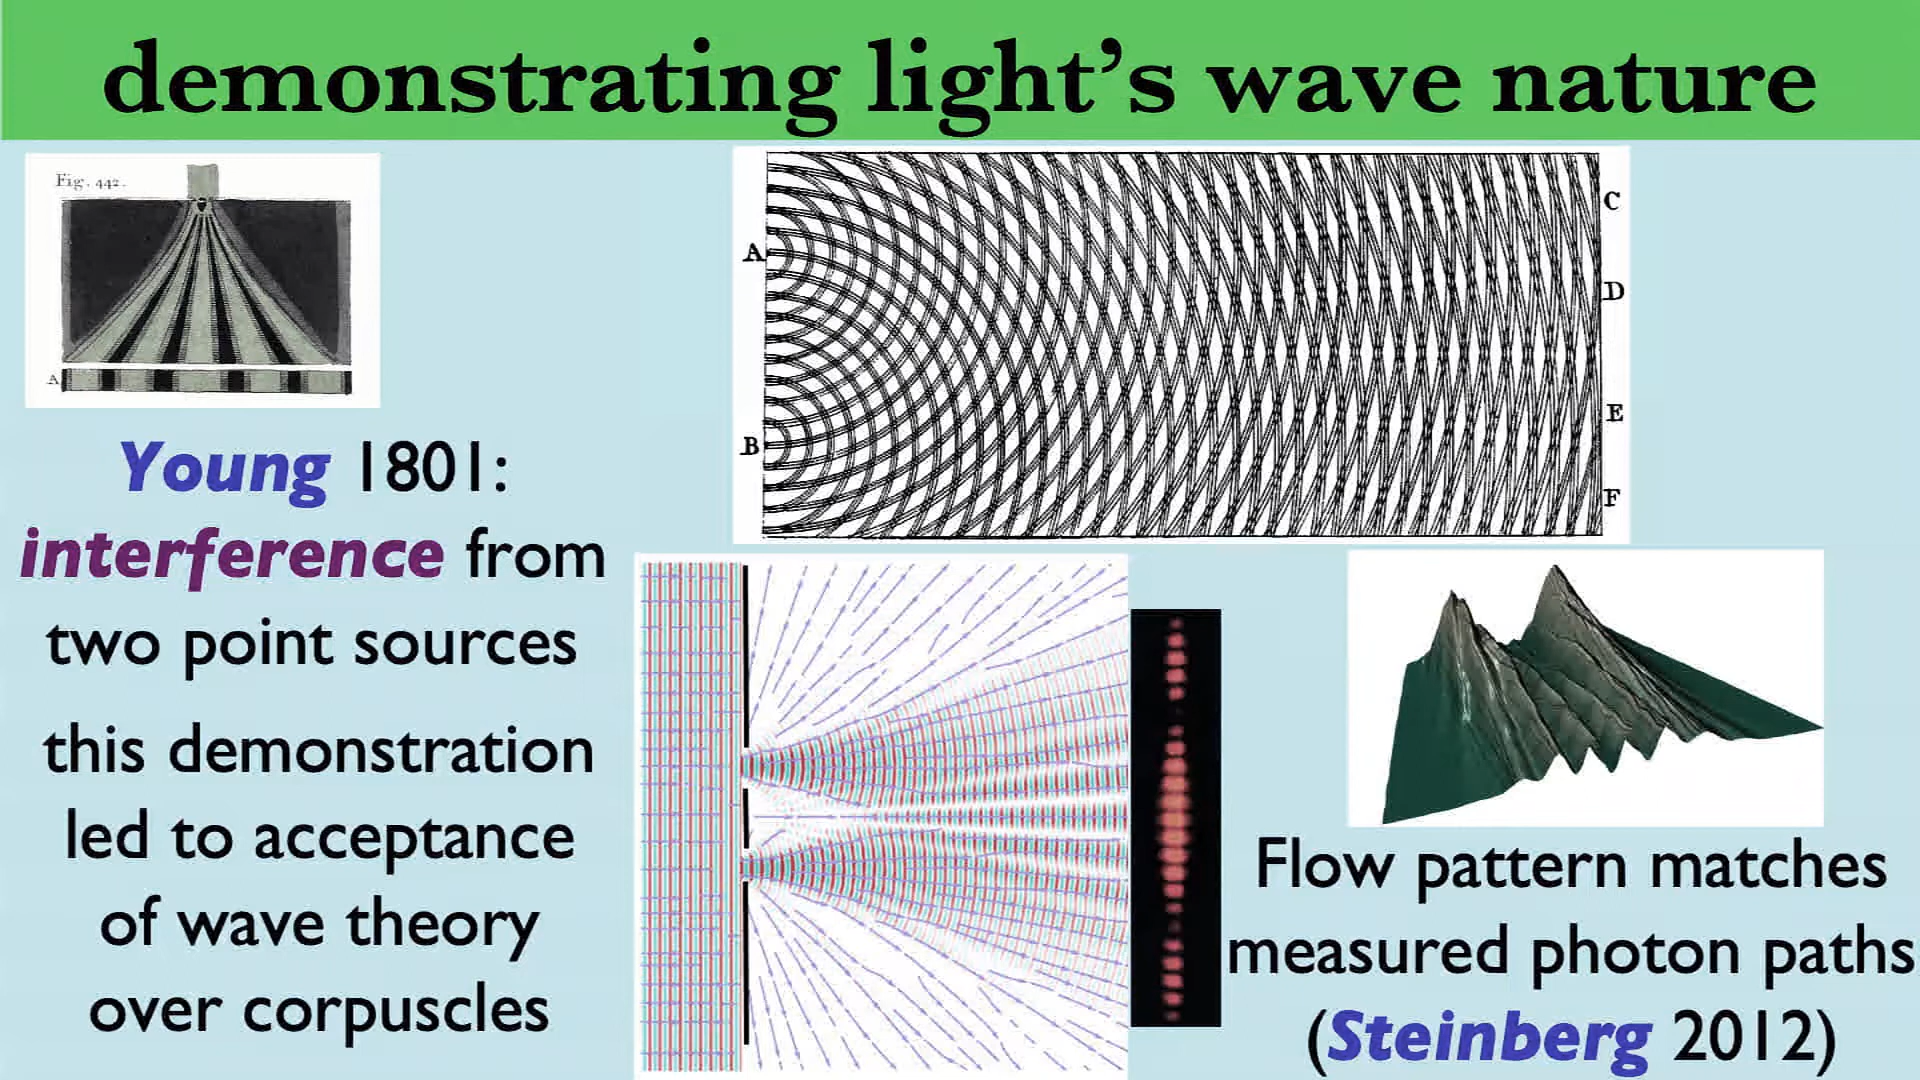 demonstrating light’s wave nature
Fig. 442.
A
A
B
C
D
E
F
Young 1801:
interference from
two point sources
this demonstration
led to acceptance
of wave theory
over corpuscles
Flow pattern matches
measured photon paths
(Steinberg 2012)